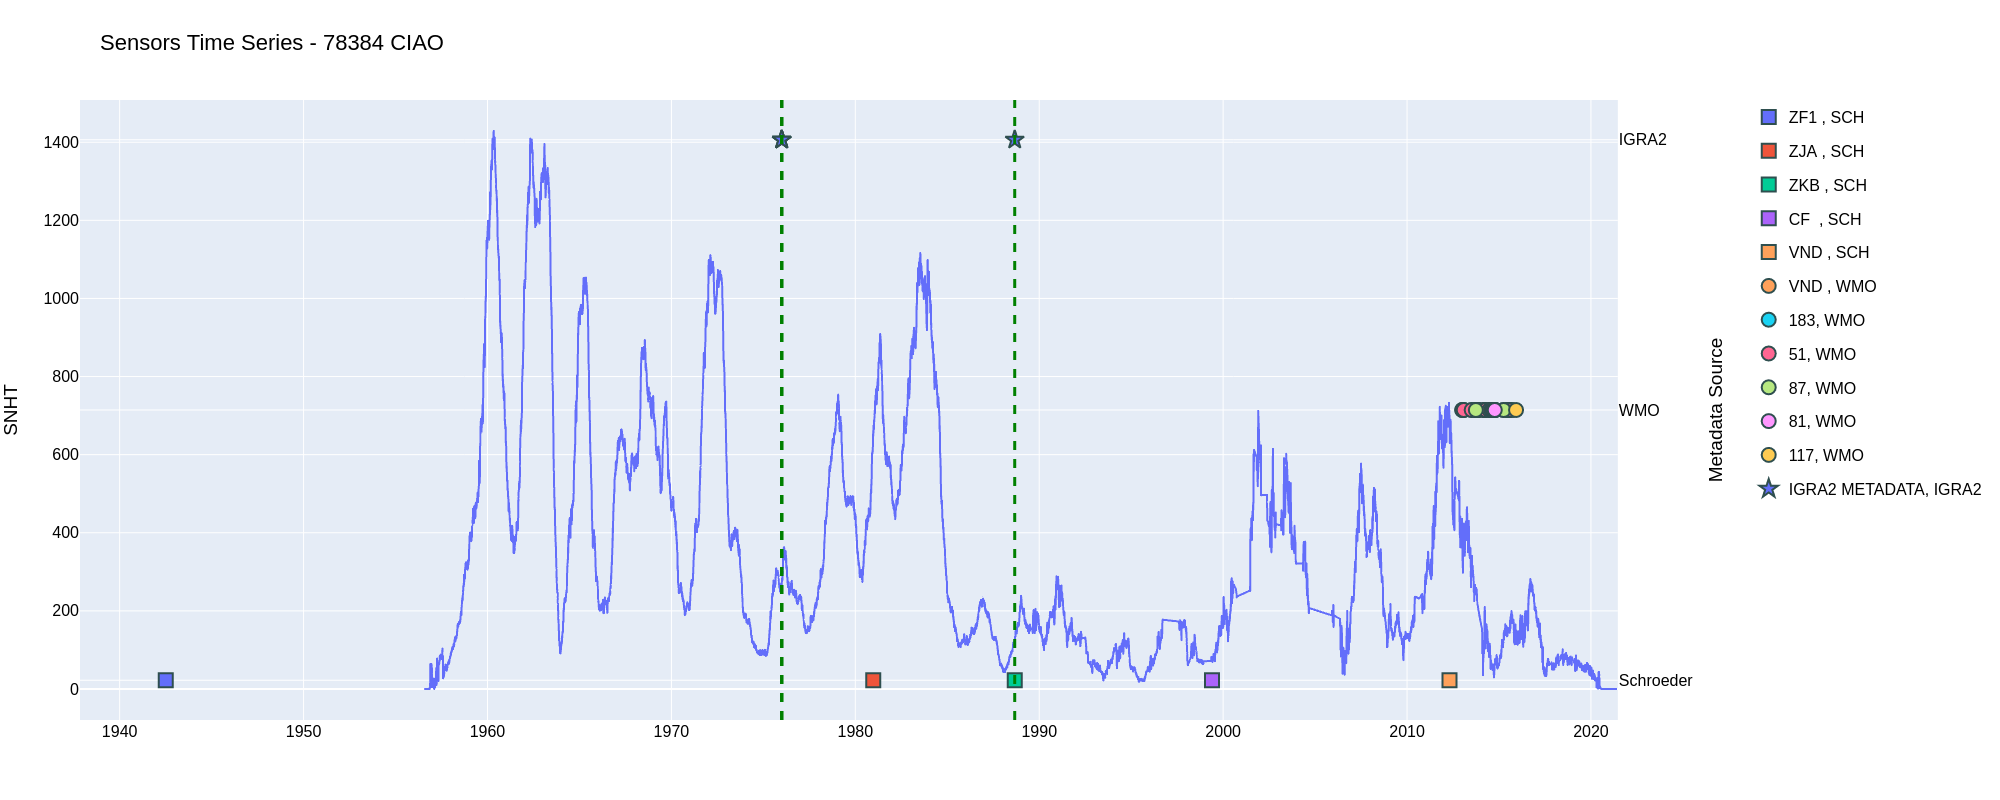 Sensors Time Series - 78384 CIAO
SNHT
1400
1200
1000
800
600
400
200
0
1940 1950 1960 1970 1980 1990 2000 2010 2020
IGRA2
WMO
Schroeder
Metadata Source
ZF1 , SCH
ZJA , SCH
ZKB , SCH
CF , SCH
VND , SCH
VND , WMO
183, WMO
51, WMO
87, WMO
81, WMO
117, WMO
IGRA2 METADATA, IGRA2